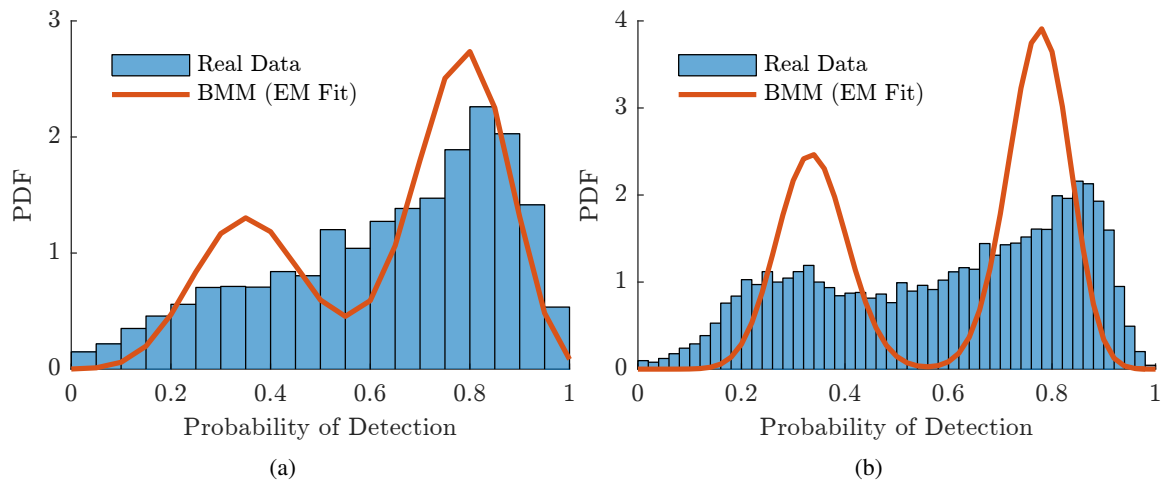 3
2
1
0
PDF
Real Data
BMM (EM Fit)
0 0.2 0.4 0.6 0.8 1
Probability of Detection
(a)
4
3
2
1
0
PDF
Real Data
BMM (EM Fit)
0 0.2 0.4 0.6 0.8 1
Probability of Detection
(b)